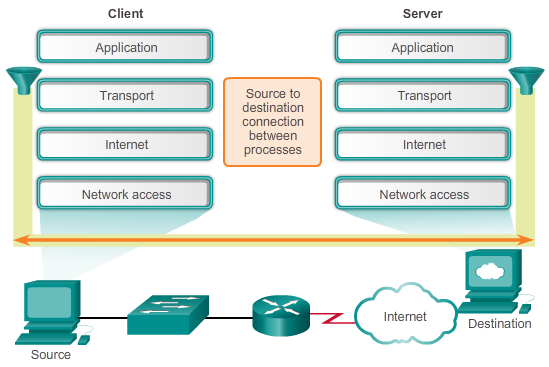 Client
Server
Application
Application
Transport
Source to
destination
connection
between
processes
Transport
Internet
Internet
Network access
Network access
Internet
Destination
Source